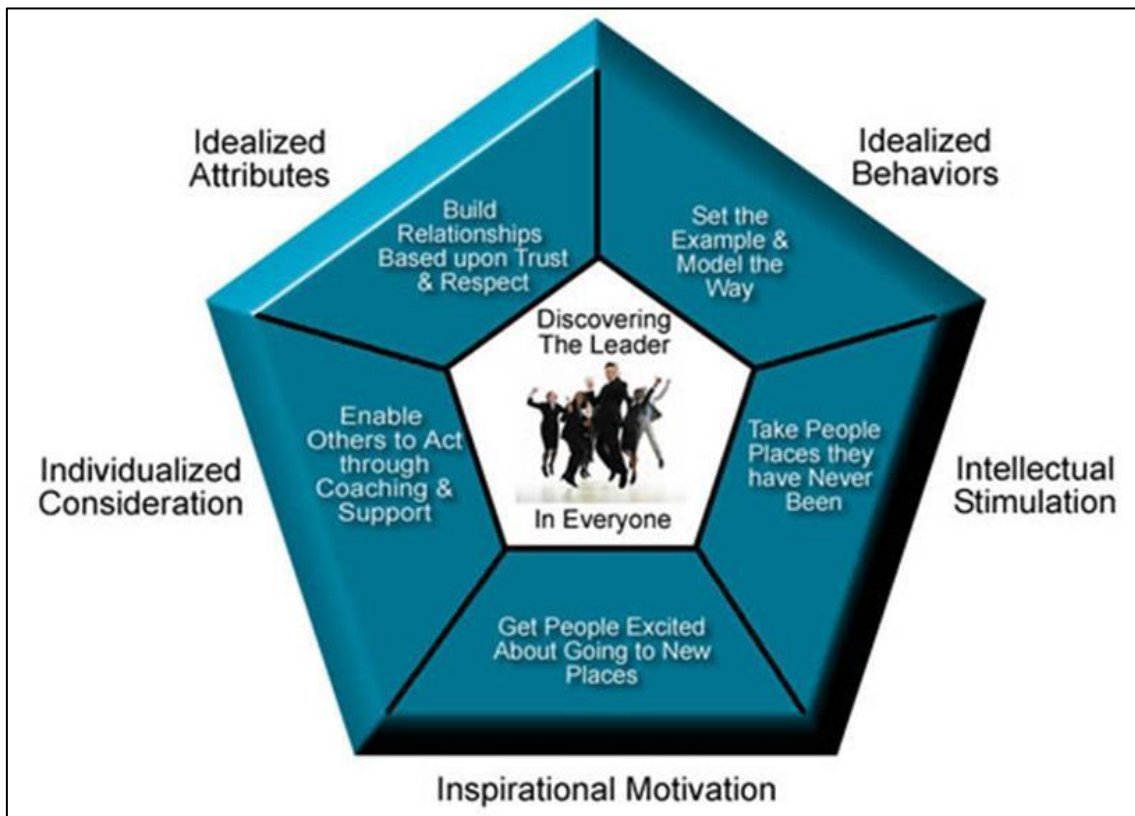 Idealized
Attributes
Build
Relationships
Based upon Trust
& Respect
Idealized
Behaviors
Set the
Example &
Model the
Way
Discovering
The Leader
In Everyone
Individualized
Consideration
Enable
Others to Act
through
Coaching &
Support
Take People
Places they
have Never
Been
Intellectual
Stimulation
Get People Excited
About Going to New
Places
Inspirational Motivation